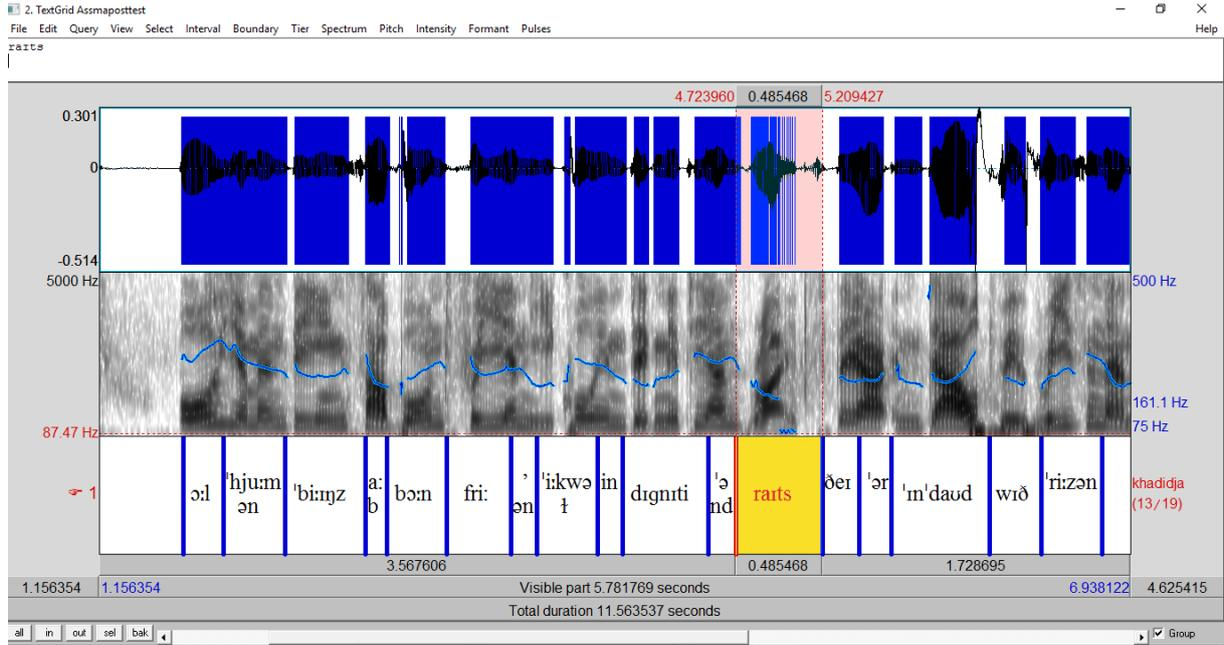 2. TextGrid Assmaposttest
File Edit Query View Select Interval Boundary Tier Spectrum Pitch Intensity Formant Pulses Help
raɪts
4.723960 0.485468 5.209427
0.301
0
-0.514
5000 Hz 500 Hz
161.1 Hz
87.47 Hz 75 Hz
1 ɔːl ˈhjuːm ən ˈbiːɪŋz aː b bɔːn friː ʼ ən ˈiːkwə ɫ in dɪgnɪti ˈə nd raɪts ðeɪ ˈər ˈɪnˈdaʊd wɪð ˈriːzən khadidja
(13/19)
3.567606 0.485468 1.728695
1.156354 1.156354 Visible part 5.781769 seconds 6.938122 4.625415
Total duration 11.563537 seconds
all in out sel bak Group